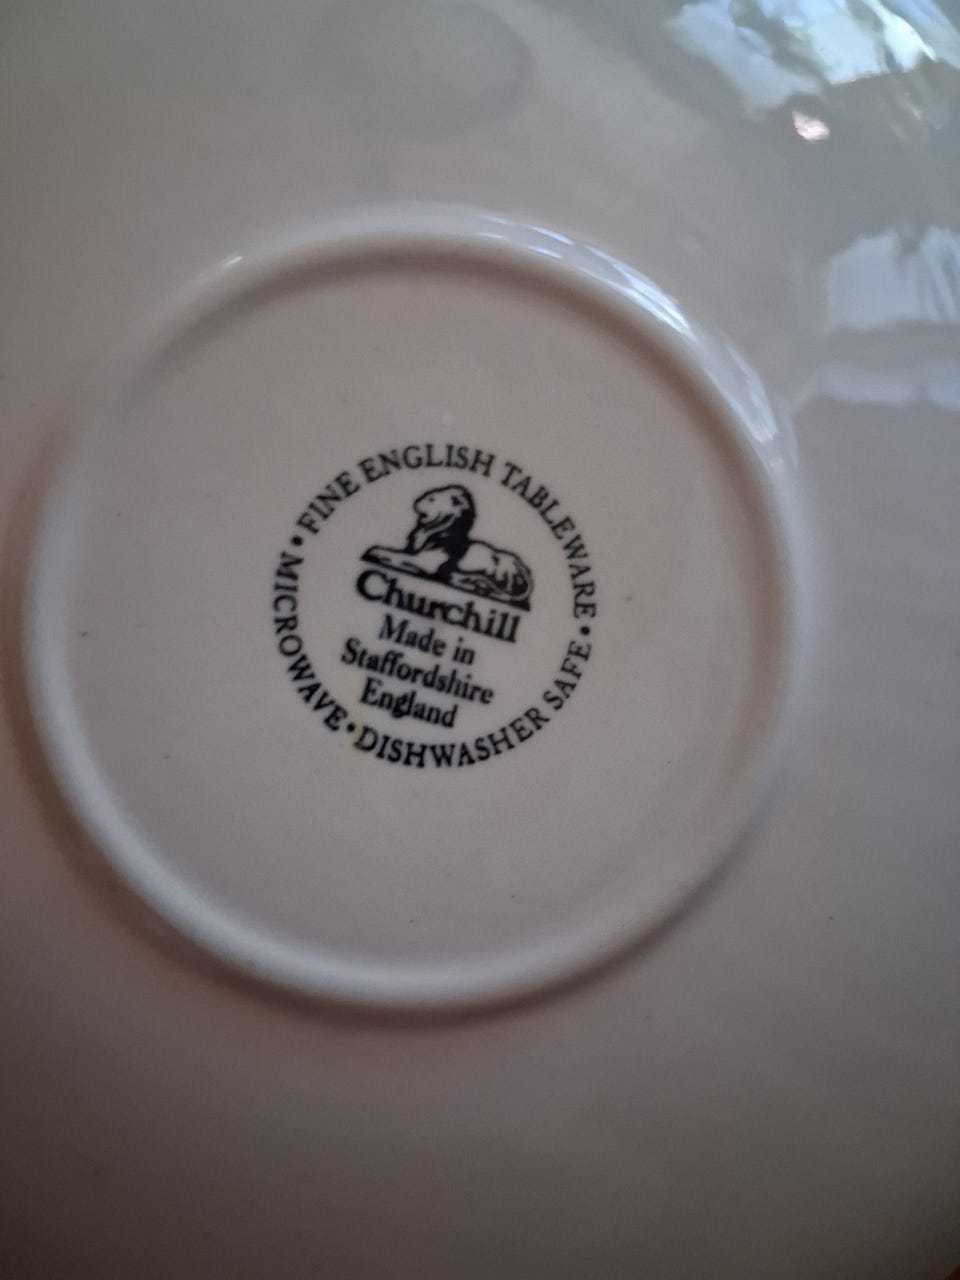 • FINE ENGLISH TABLEWARE •
MICROWAVE • DISHWASHER SAFE
Churchill
Made in
Staffordshire
England